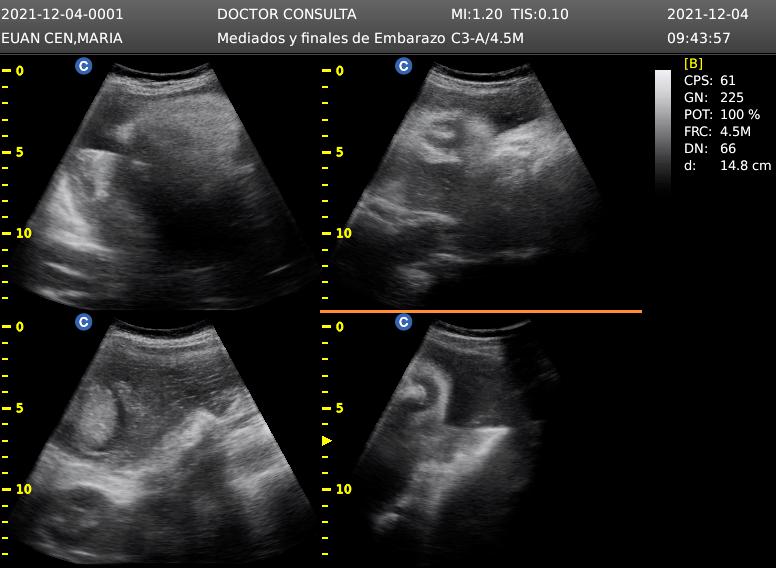 2021-12-04-0001 DOCTOR CONSULTA MI:1.20 TIS:0.10 2021-12-04
EUAN CEN,MARIA Mediados y finales de Embarazo C3-A/4.5M 09:43:57
C
0
5
10
C
0
5
10
[B]
CPS: 61
GN: 225
POT: 100 %
FRC: 4.5M
DN: 66
d: 14.8 cm
C
0
5
10
C
0
5
10